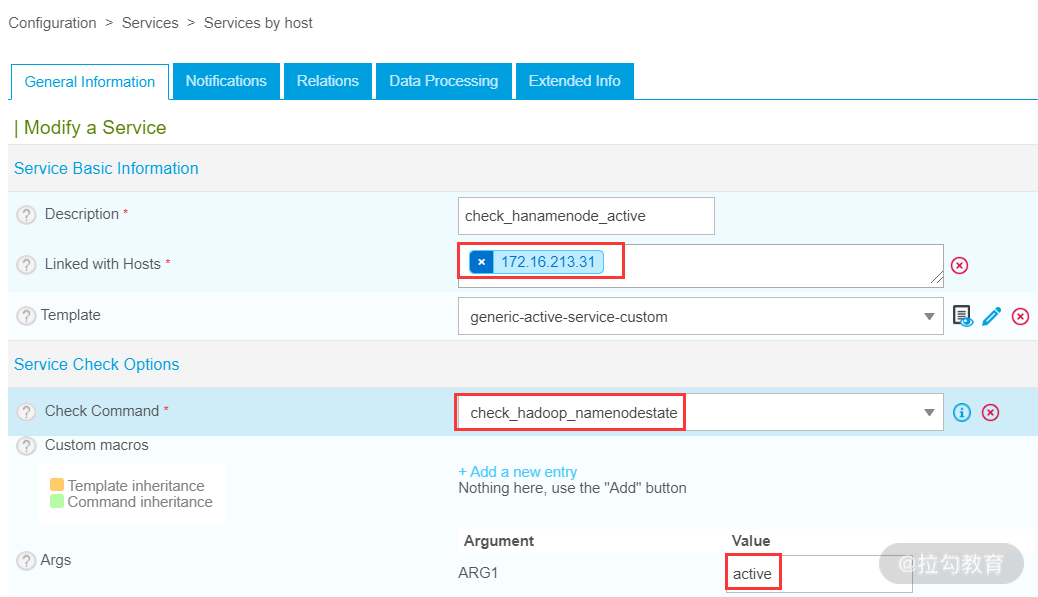 Configuration > Services > Services by host
General Information Notifications Relations Data Processing Extended Info
| Modify a Service
Service Basic Information
? Description * check_hanamenode_active
? Linked with Hosts * × 172.16.213.31
? Template generic-active-service-custom
Service Check Options
? Check Command * check_hadoop_namenodestate
? Custom macros
Template inheritance
Command inheritance
+ Add a new entry
Nothing here, use the "Add" button
? Args
Argument Value
ARG1 active
@拉勾教育